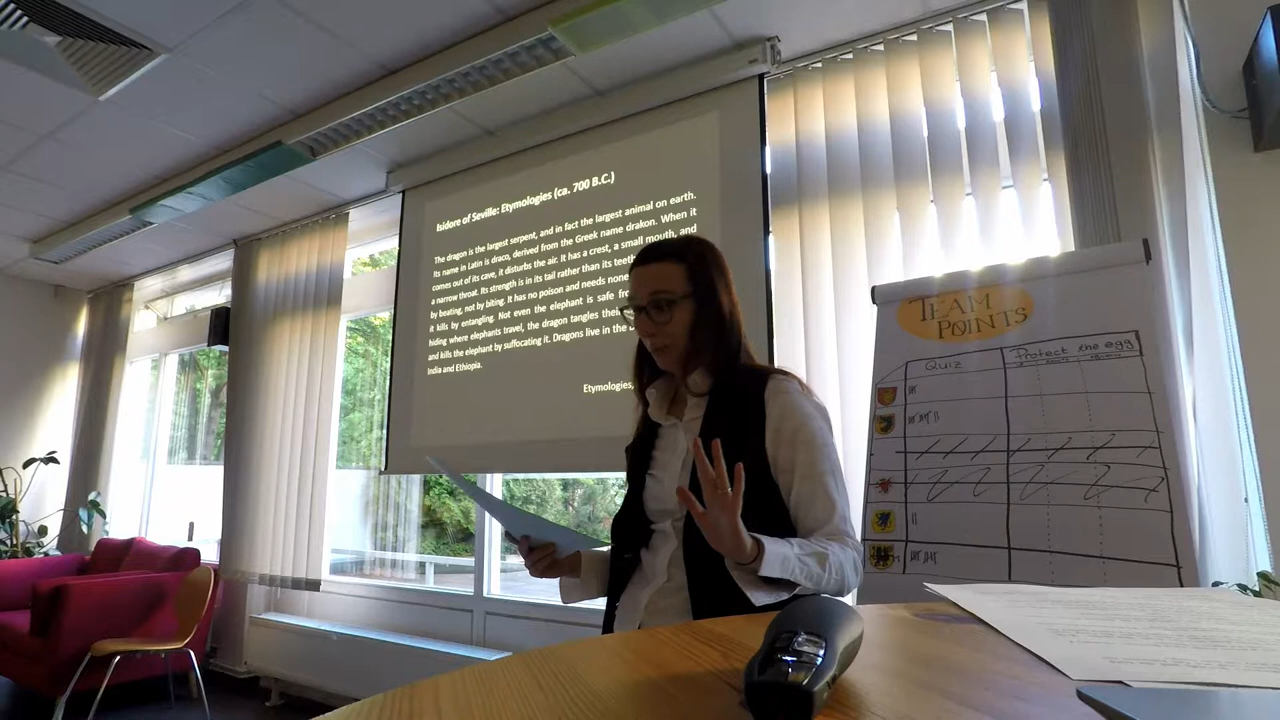 Isidore of Seville: Etymologies (ca. 700 B.C.)
The dragon is the largest serpent, and in fact the largest animal on earth.
Its name in Latin is draco, derived from the Greek name drakon. When it
comes out of its cave, it disturbs the air. It has a crest, a small mouth, and
a narrow throat. Its strength is in its tail rather than its teeth
by beating, not by biting. It has no poison and needs none
it kills by entangling. Not even the elephant is safe
hiding where elephants travel, the dragon tangles
and kills the elephant by suffocating it. Dragons live in the
India and Ethiopia.
Etymologies,
TEAM
POINTS
Quiz
Protect the egg